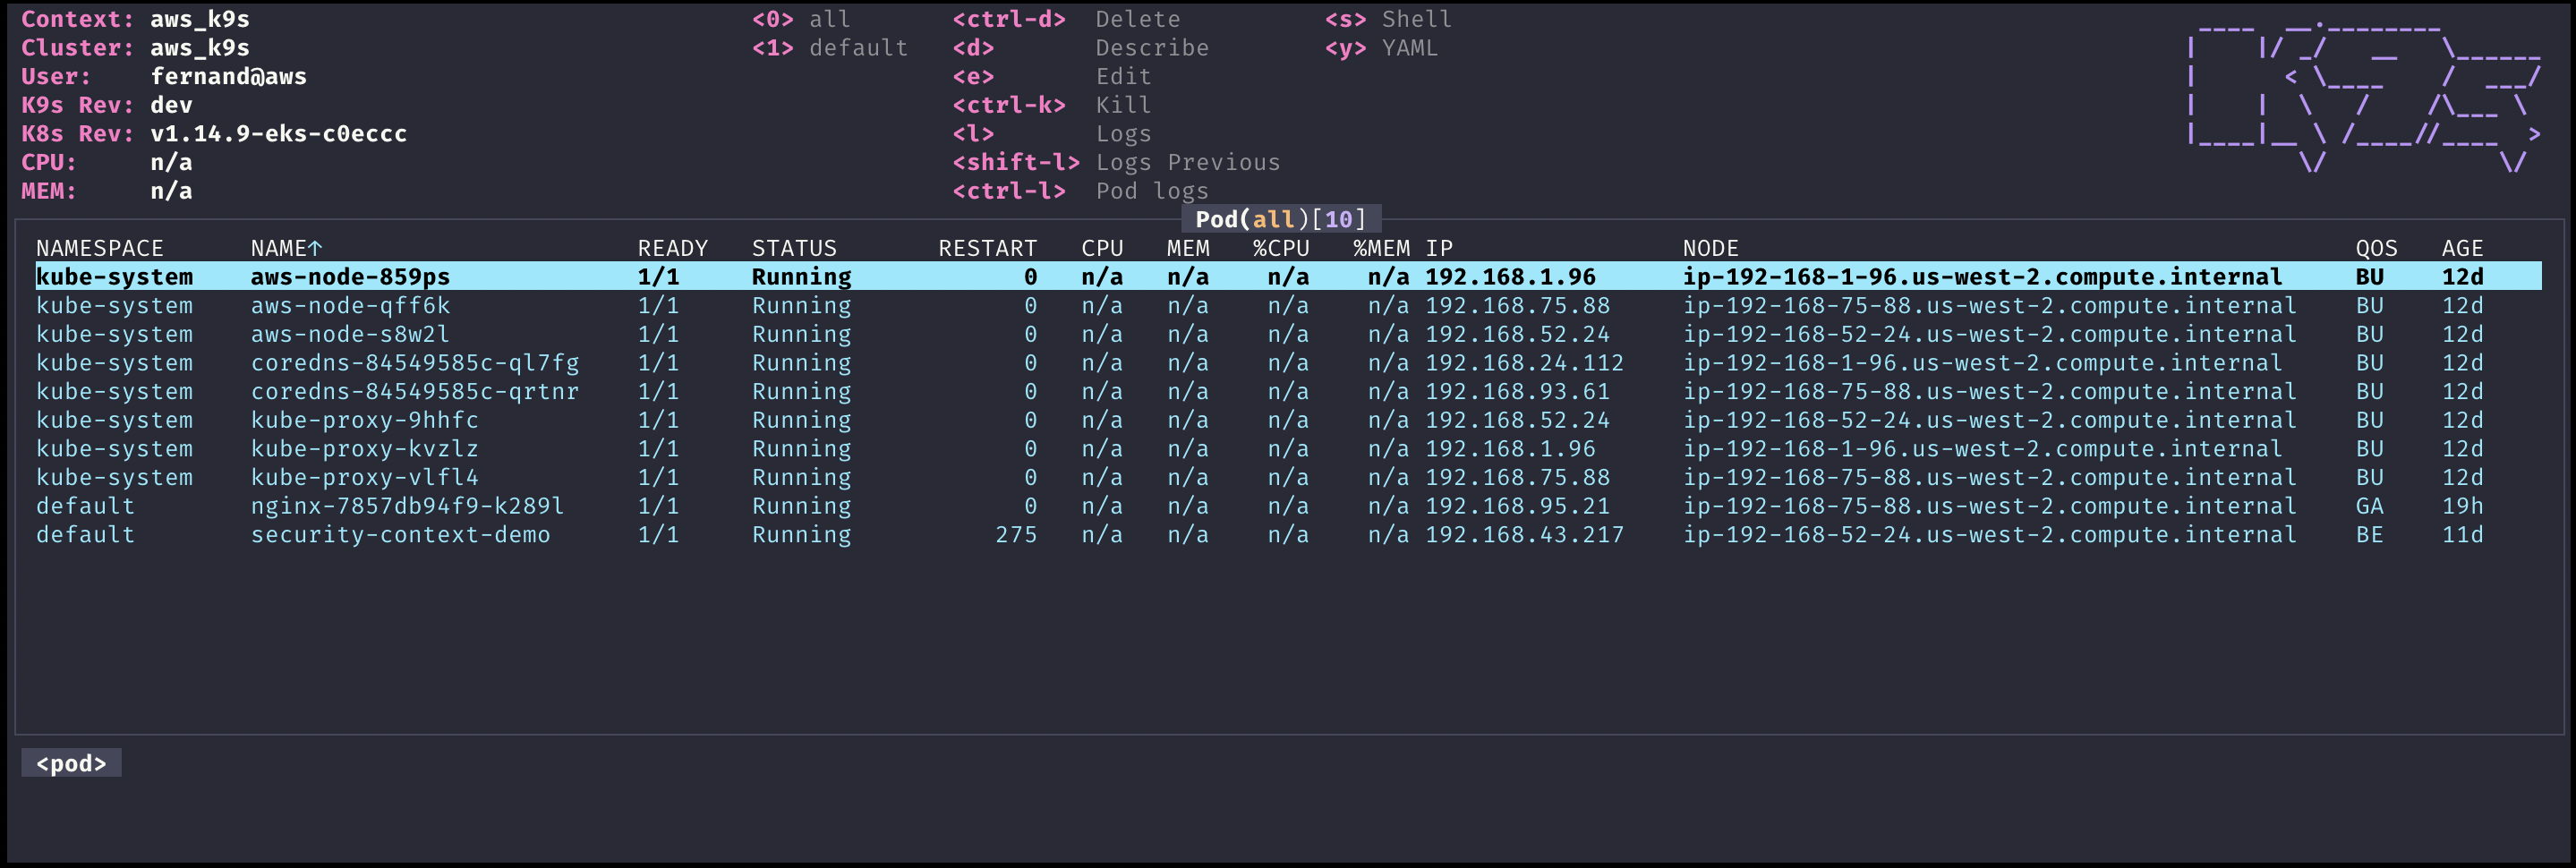 Context: aws_k9s <0> all <ctrl-d> Delete <s> Shell
Cluster: aws_k9s <1> default <d> Describe <y> YAML
User: fernand@aws <e> Edit
K9s Rev: dev <ctrl-k> Kill
K8s Rev: v1.14.9-eks-c0eccc <l> Logs
CPU: n/a <shift-l> Logs Previous
MEM: n/a <ctrl-l> Pod logs
Pod(all)[10]
NAMESPACE NAME↑ READY STATUS RESTART CPU MEM %CPU %MEM IP NODE QOS AGE
kube-system aws-node-859ps 1/1 Running 0 n/a n/a n/a n/a 192.168.1.96 ip-192-168-1-96.us-west-2.compute.internal BU 12d
kube-system aws-node-qff6k 1/1 Running 0 n/a n/a n/a n/a 192.168.75.88 ip-192-168-75-88.us-west-2.compute.internal BU 12d
kube-system aws-node-s8w2l 1/1 Running 0 n/a n/a n/a n/a 192.168.52.24 ip-192-168-52-24.us-west-2.compute.internal BU 12d
kube-system coredns-84549585c-ql7fg 1/1 Running 0 n/a n/a n/a n/a 192.168.24.112 ip-192-168-1-96.us-west-2.compute.internal BU 12d
kube-system coredns-84549585c-qrtnr 1/1 Running 0 n/a n/a n/a n/a 192.168.93.61 ip-192-168-75-88.us-west-2.compute.internal BU 12d
kube-system kube-proxy-9hhfc 1/1 Running 0 n/a n/a n/a n/a 192.168.52.24 ip-192-168-52-24.us-west-2.compute.internal BU 12d
kube-system kube-proxy-kvzlz 1/1 Running 0 n/a n/a n/a n/a 192.168.1.96 ip-192-168-1-96.us-west-2.compute.internal BU 12d
kube-system kube-proxy-vlfl4 1/1 Running 0 n/a n/a n/a n/a 192.168.75.88 ip-192-168-75-88.us-west-2.compute.internal BU 12d
default nginx-7857db94f9-k289l 1/1 Running 0 n/a n/a n/a n/a 192.168.95.21 ip-192-168-75-88.us-west-2.compute.internal GA 19h
default security-context-demo 1/1 Running 275 n/a n/a n/a n/a 192.168.43.217 ip-192-168-52-24.us-west-2.compute.internal BE 11d
<pod>